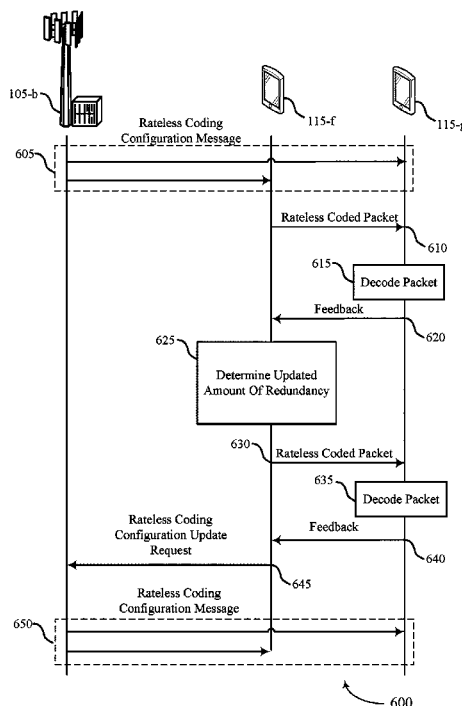 105-b
115-f
115-g
Rateless Coding
Configuration Message
605
Rateless Coded Packet
610
615
Decode Packet
Feedback
620
625
Determine Updated
Amount Of Redundancy
630
Rateless Coded Packet
635
Decode Packet
Rateless Coding
Configuration Update
Request
Feedback
640
645
Rateless Coding
Configuration Message
650
600